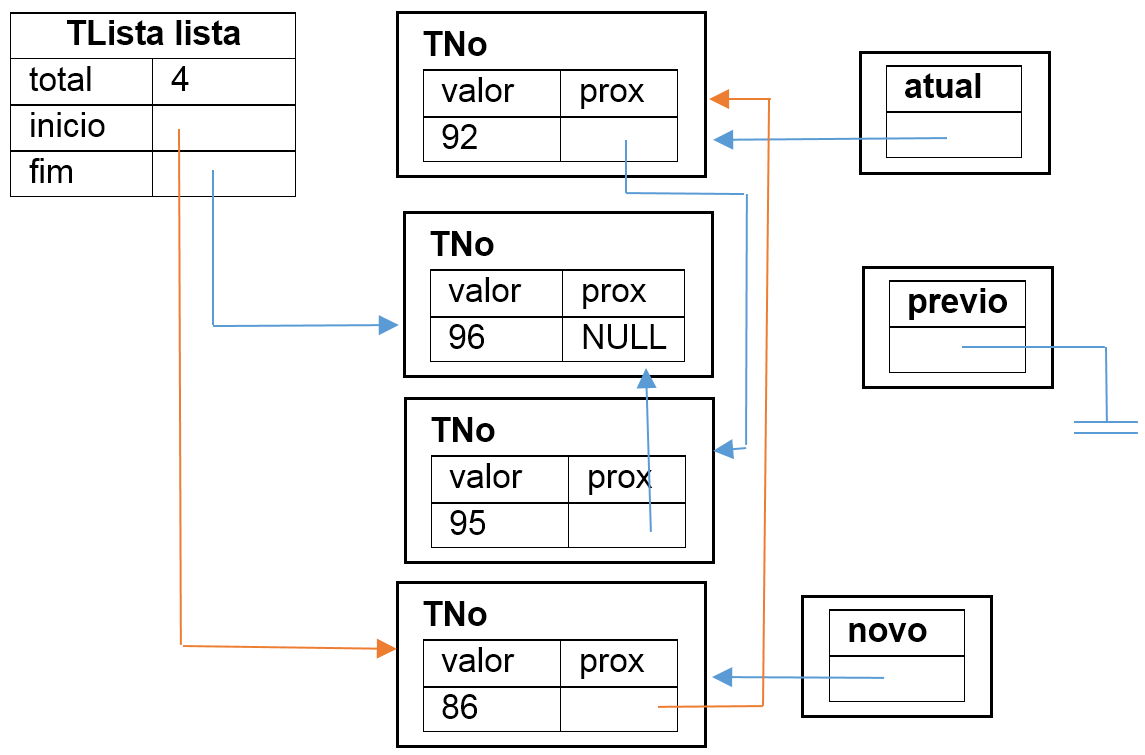 TLista lista
total 4
inicio
fim
TNo
valor prox
92
atual
TNo
valor prox
96 NULL
previo
TNo
valor prox
95
TNo
valor prox
86
novo